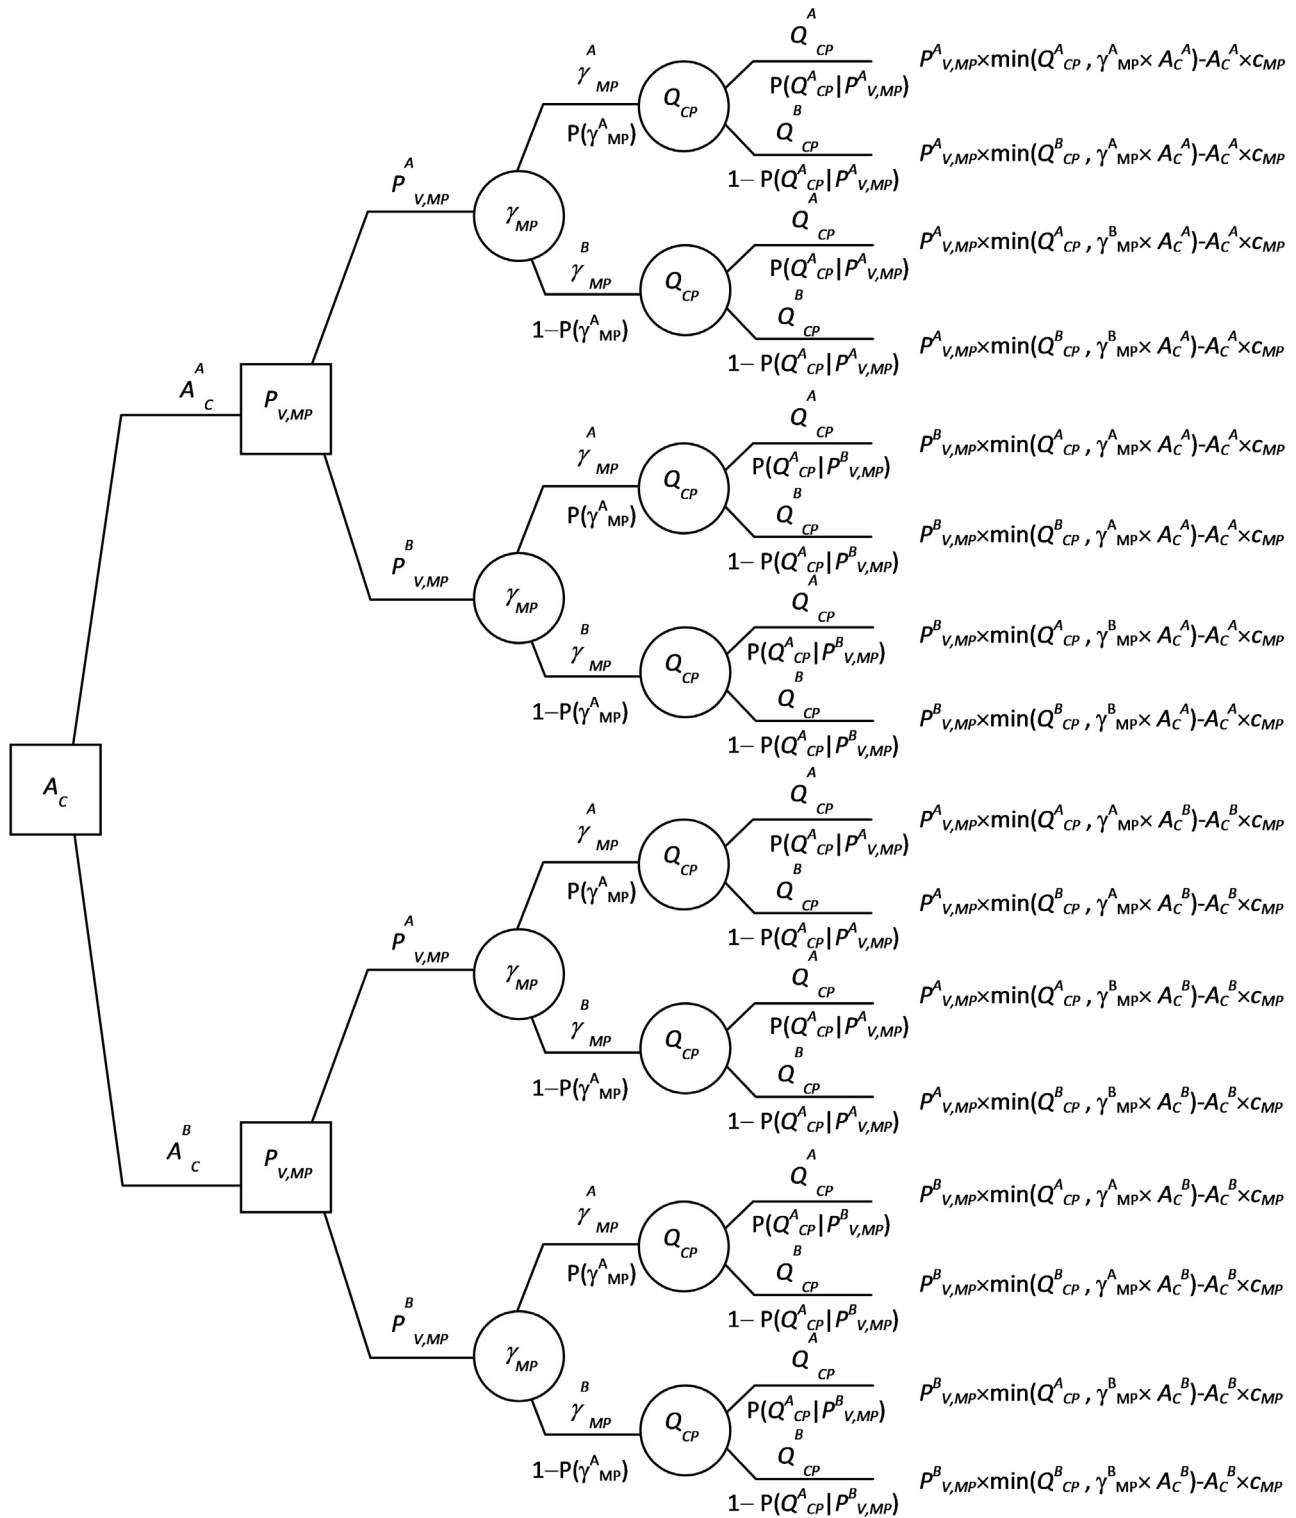 Q^A_CP
γ^A_MP
Q_CP
P^A_V,MP×min(Q^A_CP , γ^A_MP× A_C^A)-A_C^A×c_MP
P(γ^A_MP)
P(Q^A_CP|P^A_V,MP)
Q^B_CP
P^A_V,MP×min(Q^B_CP , γ^A_MP× A_C^A)-A_C^A×c_MP
1– P(Q^A_CP|P^A_V,MP)
P^A_V,MP
γ_MP
Q^A_CP
γ^B_MP
Q_CP
P^A_V,MP×min(Q^A_CP , γ^B_MP× A_C^A)-A_C^A×c_MP
1–P(γ^A_MP)
P(Q^A_CP|P^A_V,MP)
Q^B_CP
P^A_V,MP×min(Q^B_CP , γ^B_MP× A_C^A)-A_C^A×c_MP
1– P(Q^A_CP|P^A_V,MP)
A^A_C
P_V,MP
Q^A_CP
γ^A_MP
Q_CP
P^B_V,MP×min(Q^A_CP , γ^A_MP× A_C^A)-A_C^A×c_MP
P(γ^A_MP)
P(Q^A_CP|P^B_V,MP)
Q^B_CP
P^B_V,MP×min(Q^B_CP , γ^A_MP× A_C^A)-A_C^A×c_MP
1– P(Q^A_CP|P^B_V,MP)
P^B_V,MP
γ_MP
Q^A_CP
γ^B_MP
Q_CP
P^B_V,MP×min(Q^A_CP , γ^B_MP× A_C^A)-A_C^A×c_MP
1–P(γ^A_MP)
P(Q^A_CP|P^B_V,MP)
Q^B_CP
P^B_V,MP×min(Q^B_CP , γ^B_MP× A_C^A)-A_C^A×c_MP
1– P(Q^A_CP|P^B_V,MP)
A_C
Q^A_CP
γ^A_MP
Q_CP
P^A_V,MP×min(Q^A_CP , γ^A_MP× A_C^B)-A_C^B×c_MP
P(γ^A_MP)
P(Q^A_CP|P^A_V,MP)
Q^B_CP
P^A_V,MP×min(Q^B_CP , γ^A_MP× A_C^B)-A_C^B×c_MP
1– P(Q^A_CP|P^A_V,MP)
P^A_V,MP
γ_MP
Q^A_CP
γ^B_MP
Q_CP
P^A_V,MP×min(Q^A_CP , γ^B_MP× A_C^B)-A_C^B×c_MP
1–P(γ^A_MP)
P(Q^A_CP|P^A_V,MP)
Q^B_CP
P^A_V,MP×min(Q^B_CP , γ^B_MP× A_C^B)-A_C^B×c_MP
1– P(Q^A_CP|P^A_V,MP)
A^B_C
P_V,MP
Q^A_CP
γ^A_MP
Q_CP
P^B_V,MP×min(Q^A_CP , γ^A_MP× A_C^B)-A_C^B×c_MP
P(γ^A_MP)
P(Q^A_CP|P^B_V,MP)
Q^B_CP
P^B_V,MP×min(Q^B_CP , γ^A_MP× A_C^B)-A_C^B×c_MP
1– P(Q^A_CP|P^B_V,MP)
P^B_V,MP
γ_MP
Q^A_CP
γ^B_MP
Q_CP
P^B_V,MP×min(Q^A_CP , γ^B_MP× A_C^B)-A_C^B×c_MP
1–P(γ^A_MP)
P(Q^A_CP|P^B_V,MP)
Q^B_CP
P^B_V,MP×min(Q^B_CP , γ^B_MP× A_C^B)-A_C^B×c_MP
1– P(Q^A_CP|P^B_V,MP)